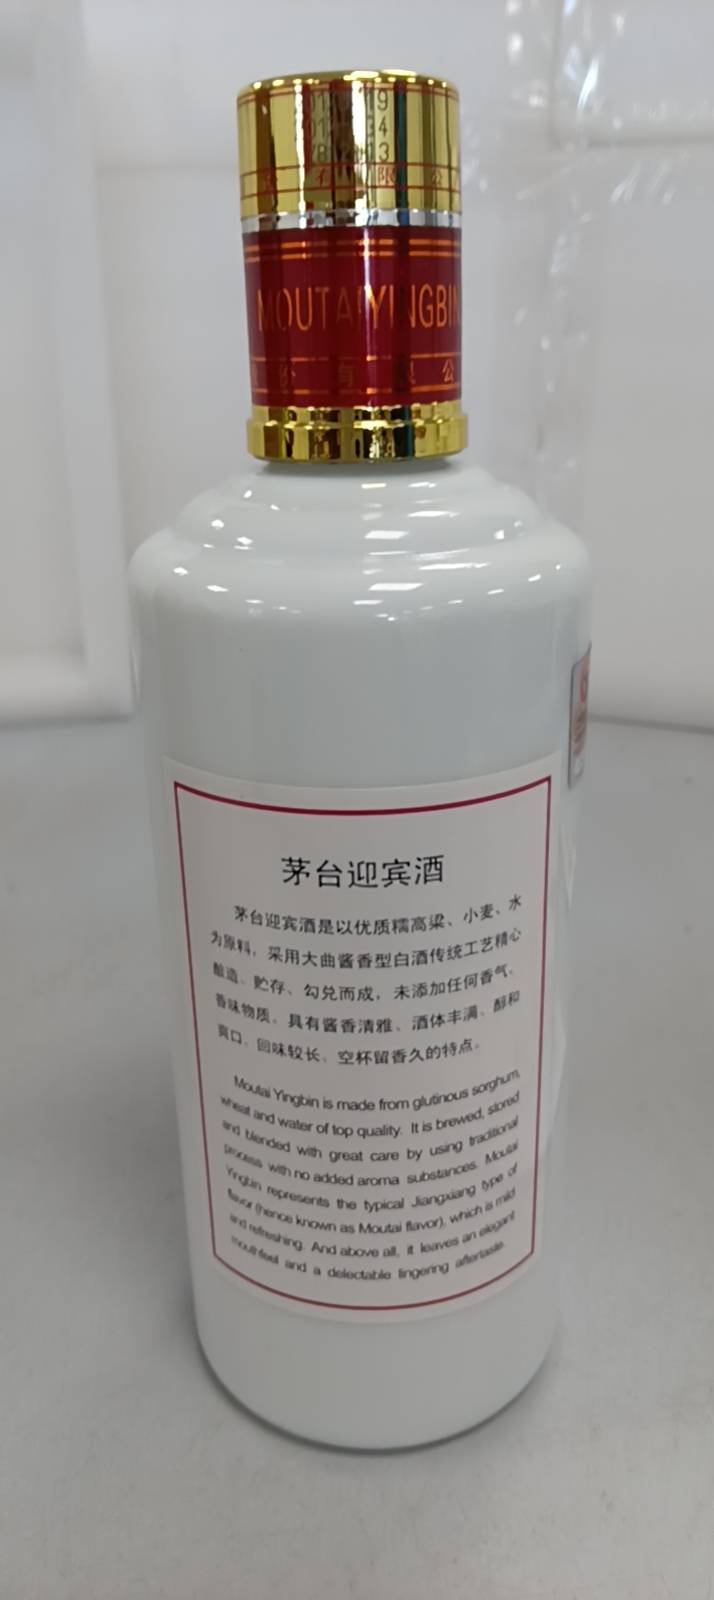 有限公
MOUTAIYINGBIN
份有限公
茅台迎宾酒
茅台迎宾酒是以优质糯高粱、小麦、水
为原料，采用大曲酱香型白酒传统工艺精心
酿造、贮存、勾兑而成，未添加任何香气、
香味物质。具有酱香清雅、酒体丰满、醇和
爽口、回味较长、空杯留香久的特点。
Moutai Yingbin is made from glutinous sorghum,
wheat and water of top quality. It is brewed, stored
and blended with great care by using traditional
process with no added aroma substances. Moutai
Yingbin represents the typical Jiangxiang type of
flavor (hence known as Moutai flavor), which is mild
and refreshing. And above all, it leaves an elegant
mouthfeel and a delectable lingering aftertaste.